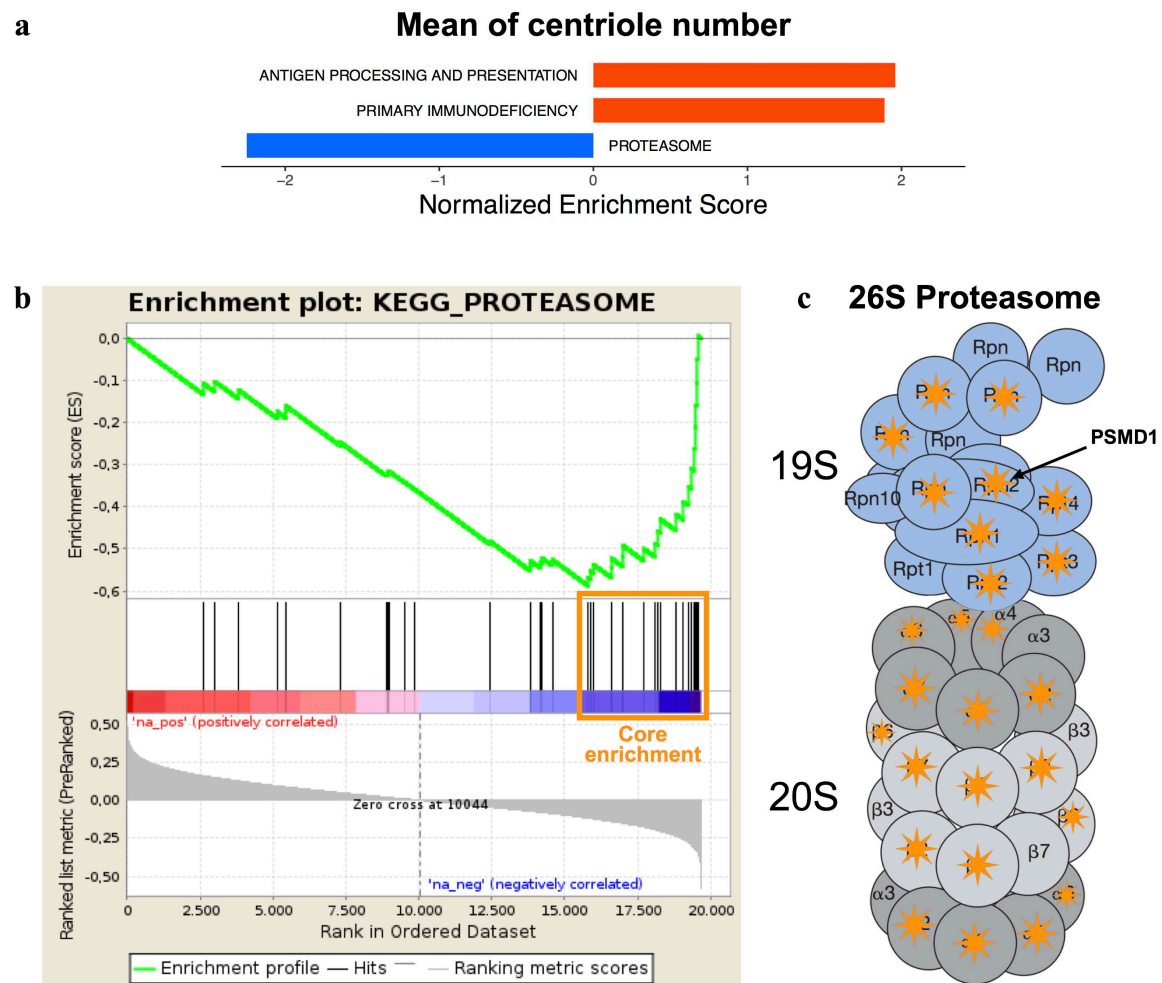 a
Mean of centriole number
ANTIGEN PROCESSING AND PRESENTATION
PRIMARY IMMUNODEFICIENCY
PROTEASOME
−2 −1 0 1 2
Normalized Enrichment Score
b
Enrichment plot: KEGG_PROTEASOME
Enrichment score (ES)
0,0
-0,1
-0,2
-0,3
-0,4
-0,5
-0,6
Core
enrichment
Ranked list metric (PreRanked)
0,50
0,25
0,00
-0,25
-0,50
'na_pos' (positively correlated)
Zero cross at 10044
'na_neg' (negatively correlated)
0 2.500 5.000 7.500 10.000 12.500 15.000 17.500 20.000
Rank in Ordered Dataset
Enrichment profile Hits Ranking metric scores
c
26S Proteasome
Rpn
Rpn
Rpn
PSMD1
19S
Rpn10
Rpt1
α4
α3
β3
20S
β3
β7
α3